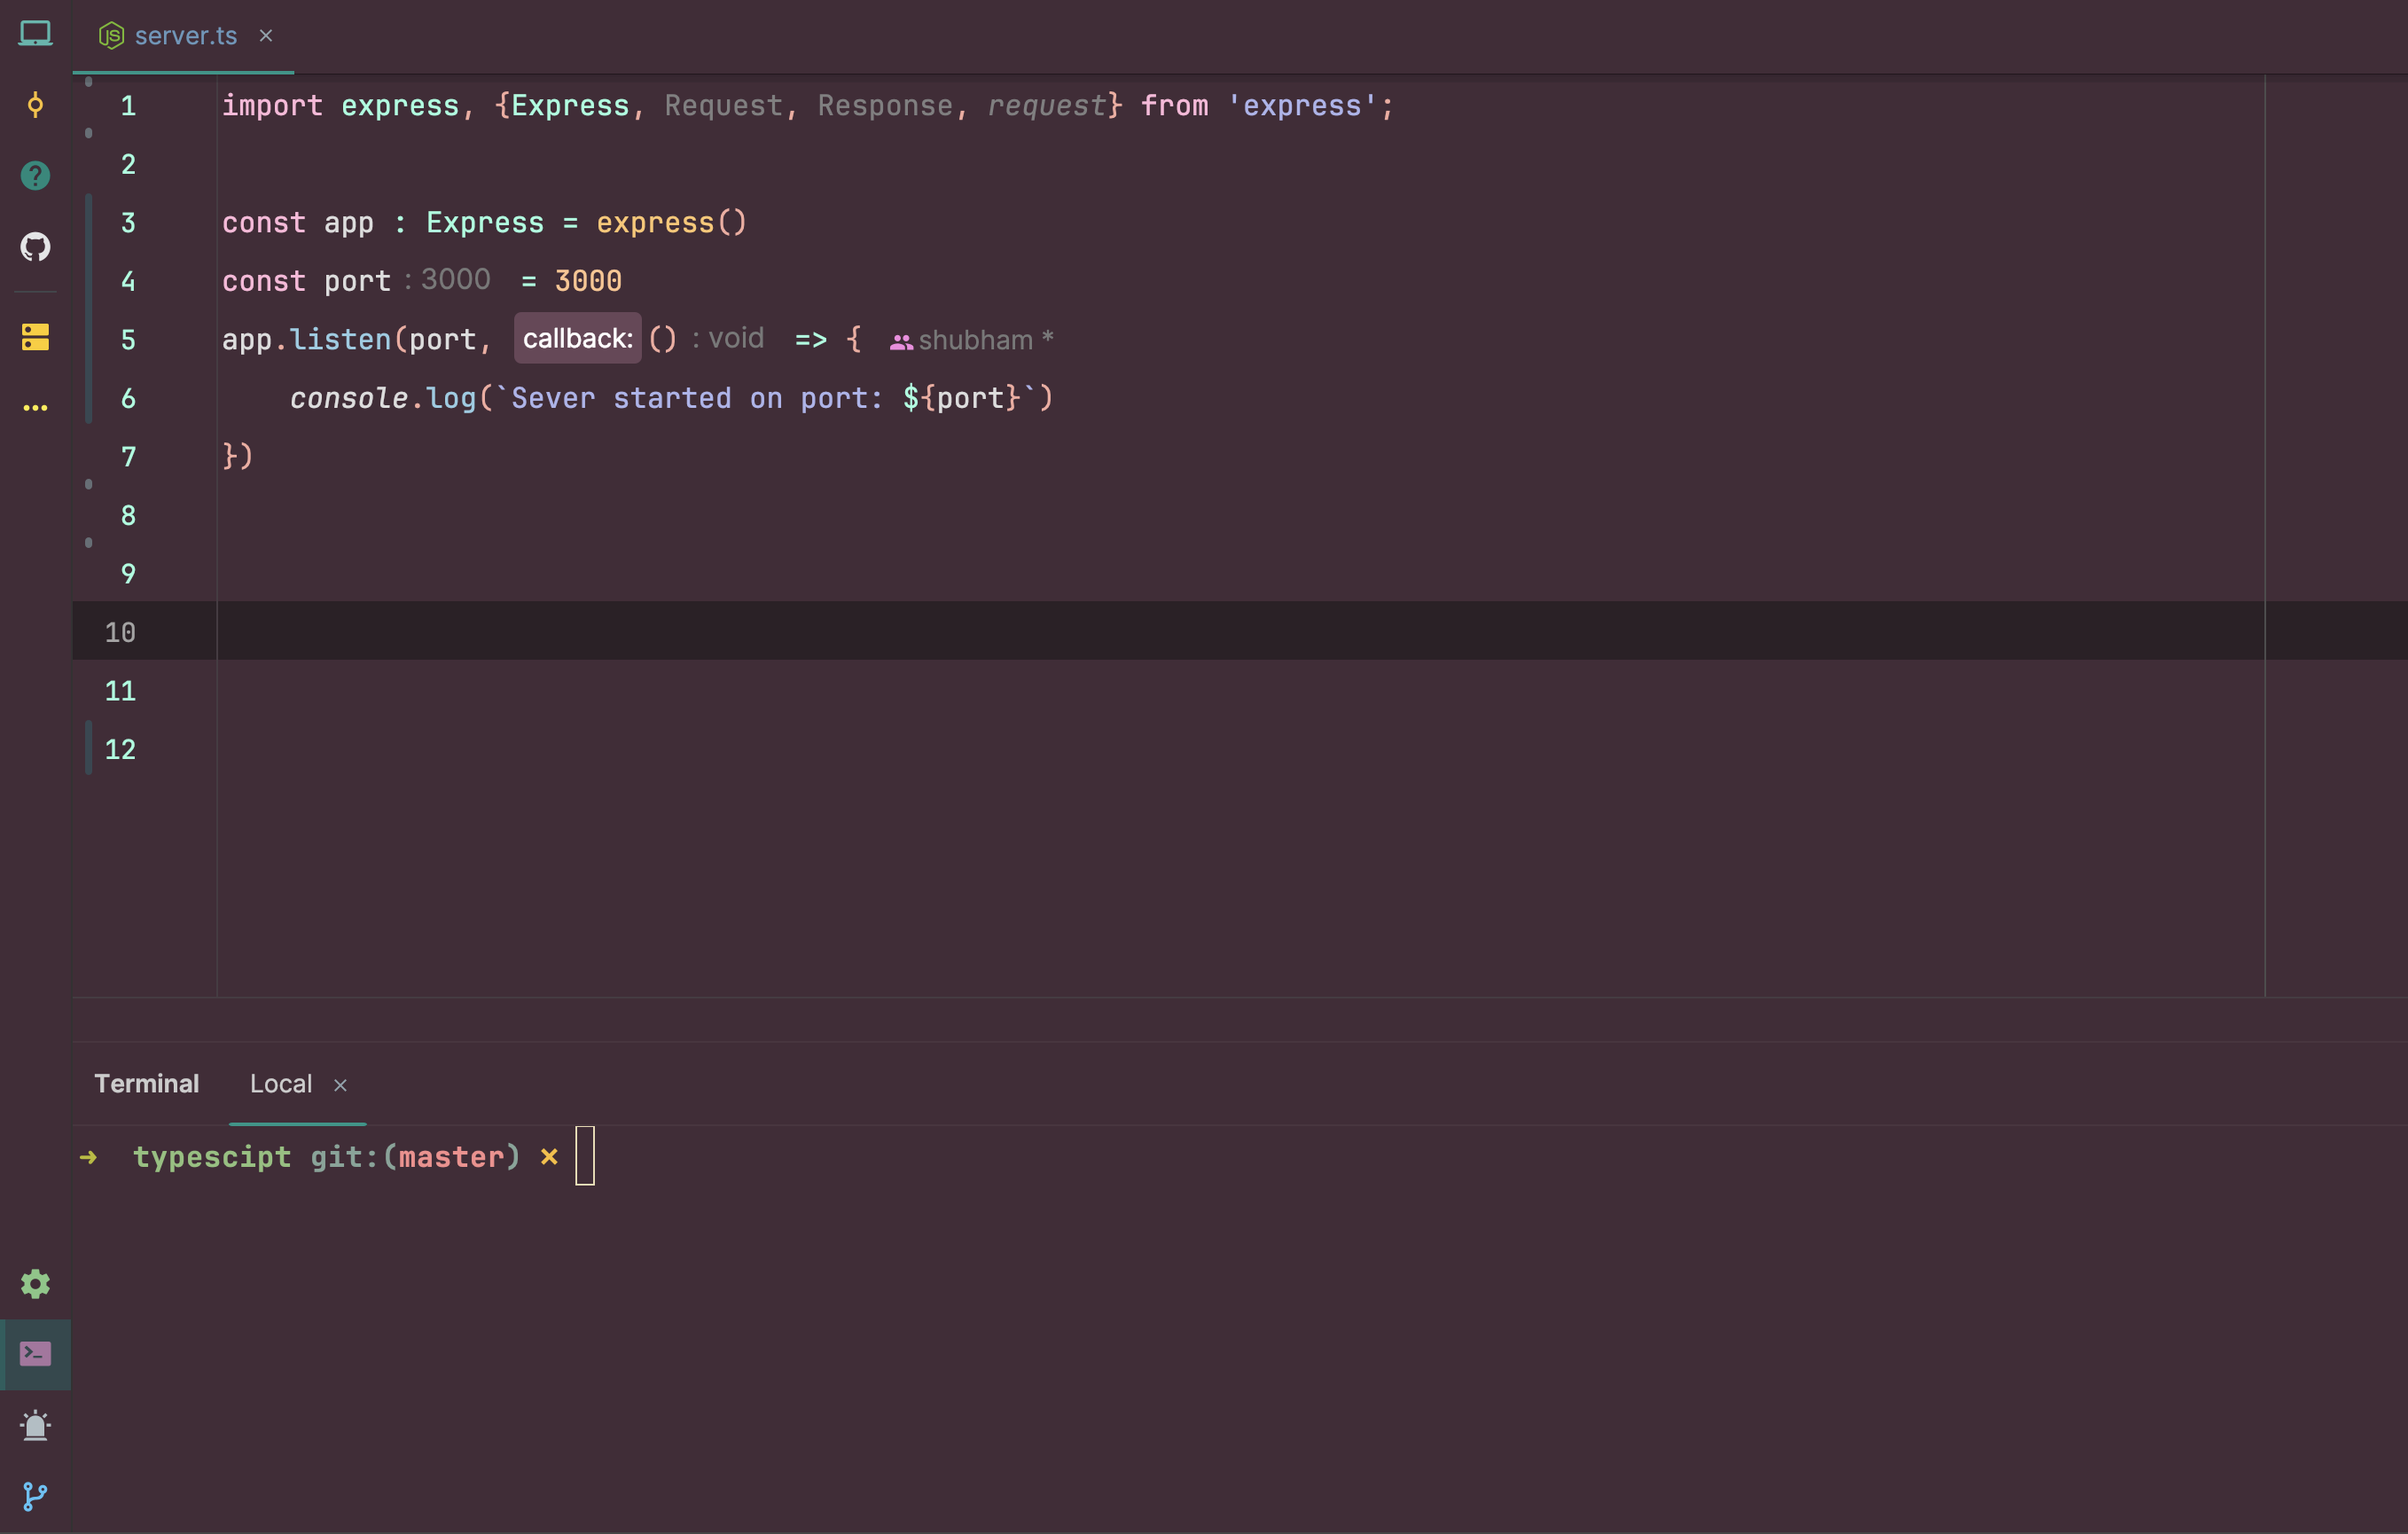 server.ts ×
1 import express, {Express, Request, Response, request} from 'express';
2
3 const app : Express = express()
4 const port : 3000 = 3000
5 app.listen(port, callback: () : void => { shubham *
6 console.log(`Sever started on port: ${port}`)
7 })
8
9
10
11
12
Terminal Local ×
➜ typescipt git:(master) ×